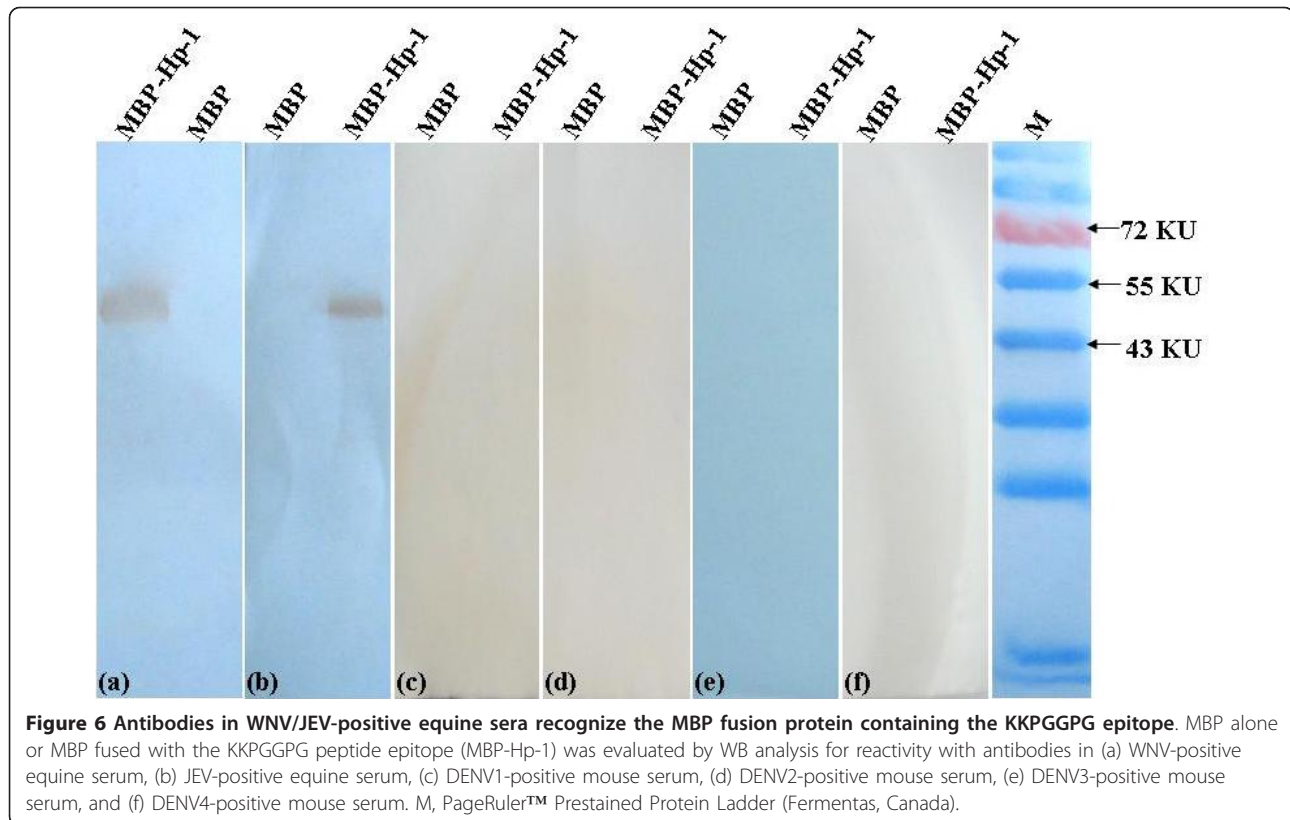 MBP-Hp-1 MBP MBP MBP-Hp-1 MBP MBP-Hp-1 MBP MBP-Hp-1 MBP MBP-Hp-1 MBP MBP-Hp-1 M
72 KU
55 KU
43 KU
(a) (b) (c) (d) (e) (f)
Figure 6 Antibodies in WNV/JEV-positive equine sera recognize the MBP fusion protein containing the KKPGGPG epitope. MBP alone
or MBP fused with the KKPGGPG peptide epitope (MBP-Hp-1) was evaluated by WB analysis for reactivity with antibodies in (a) WNV-positive
equine serum, (b) JEV-positive equine serum, (c) DENV1-positive mouse serum, (d) DENV2-positive mouse serum, (e) DENV3-positive mouse
serum, and (f) DENV4-positive mouse serum. M, PageRuler™ Prestained Protein Ladder (Fermentas, Canada).